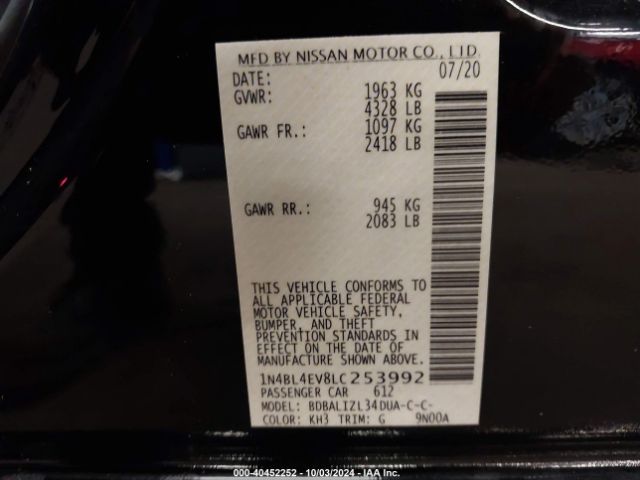 MFD BY NISSAN MOTOR CO., LTD.
DATE: 07/20
GVWR: 1963 KG
4328 LB
GAWR FR.: 1097 KG
2418 LB
GAWR RR.: 945 KG
2083 LB
THIS VEHICLE CONFORMS TO
ALL APPLICABLE FEDERAL
MOTOR VEHICLE SAFETY,
BUMPER, AND THEFT
PREVENTION STANDARDS IN
EFFECT ON THE DATE OF
MANUFACTURE SHOWN ABOVE.
1N4BL4EV8LC253992
PASSENGER CAR 612
MODEL: BDBALIZL34DUA-C-C-
COLOR: KH3 TRIM: G 9N00A
© 000-40452252 - 10/03/2024 - IAA Inc.